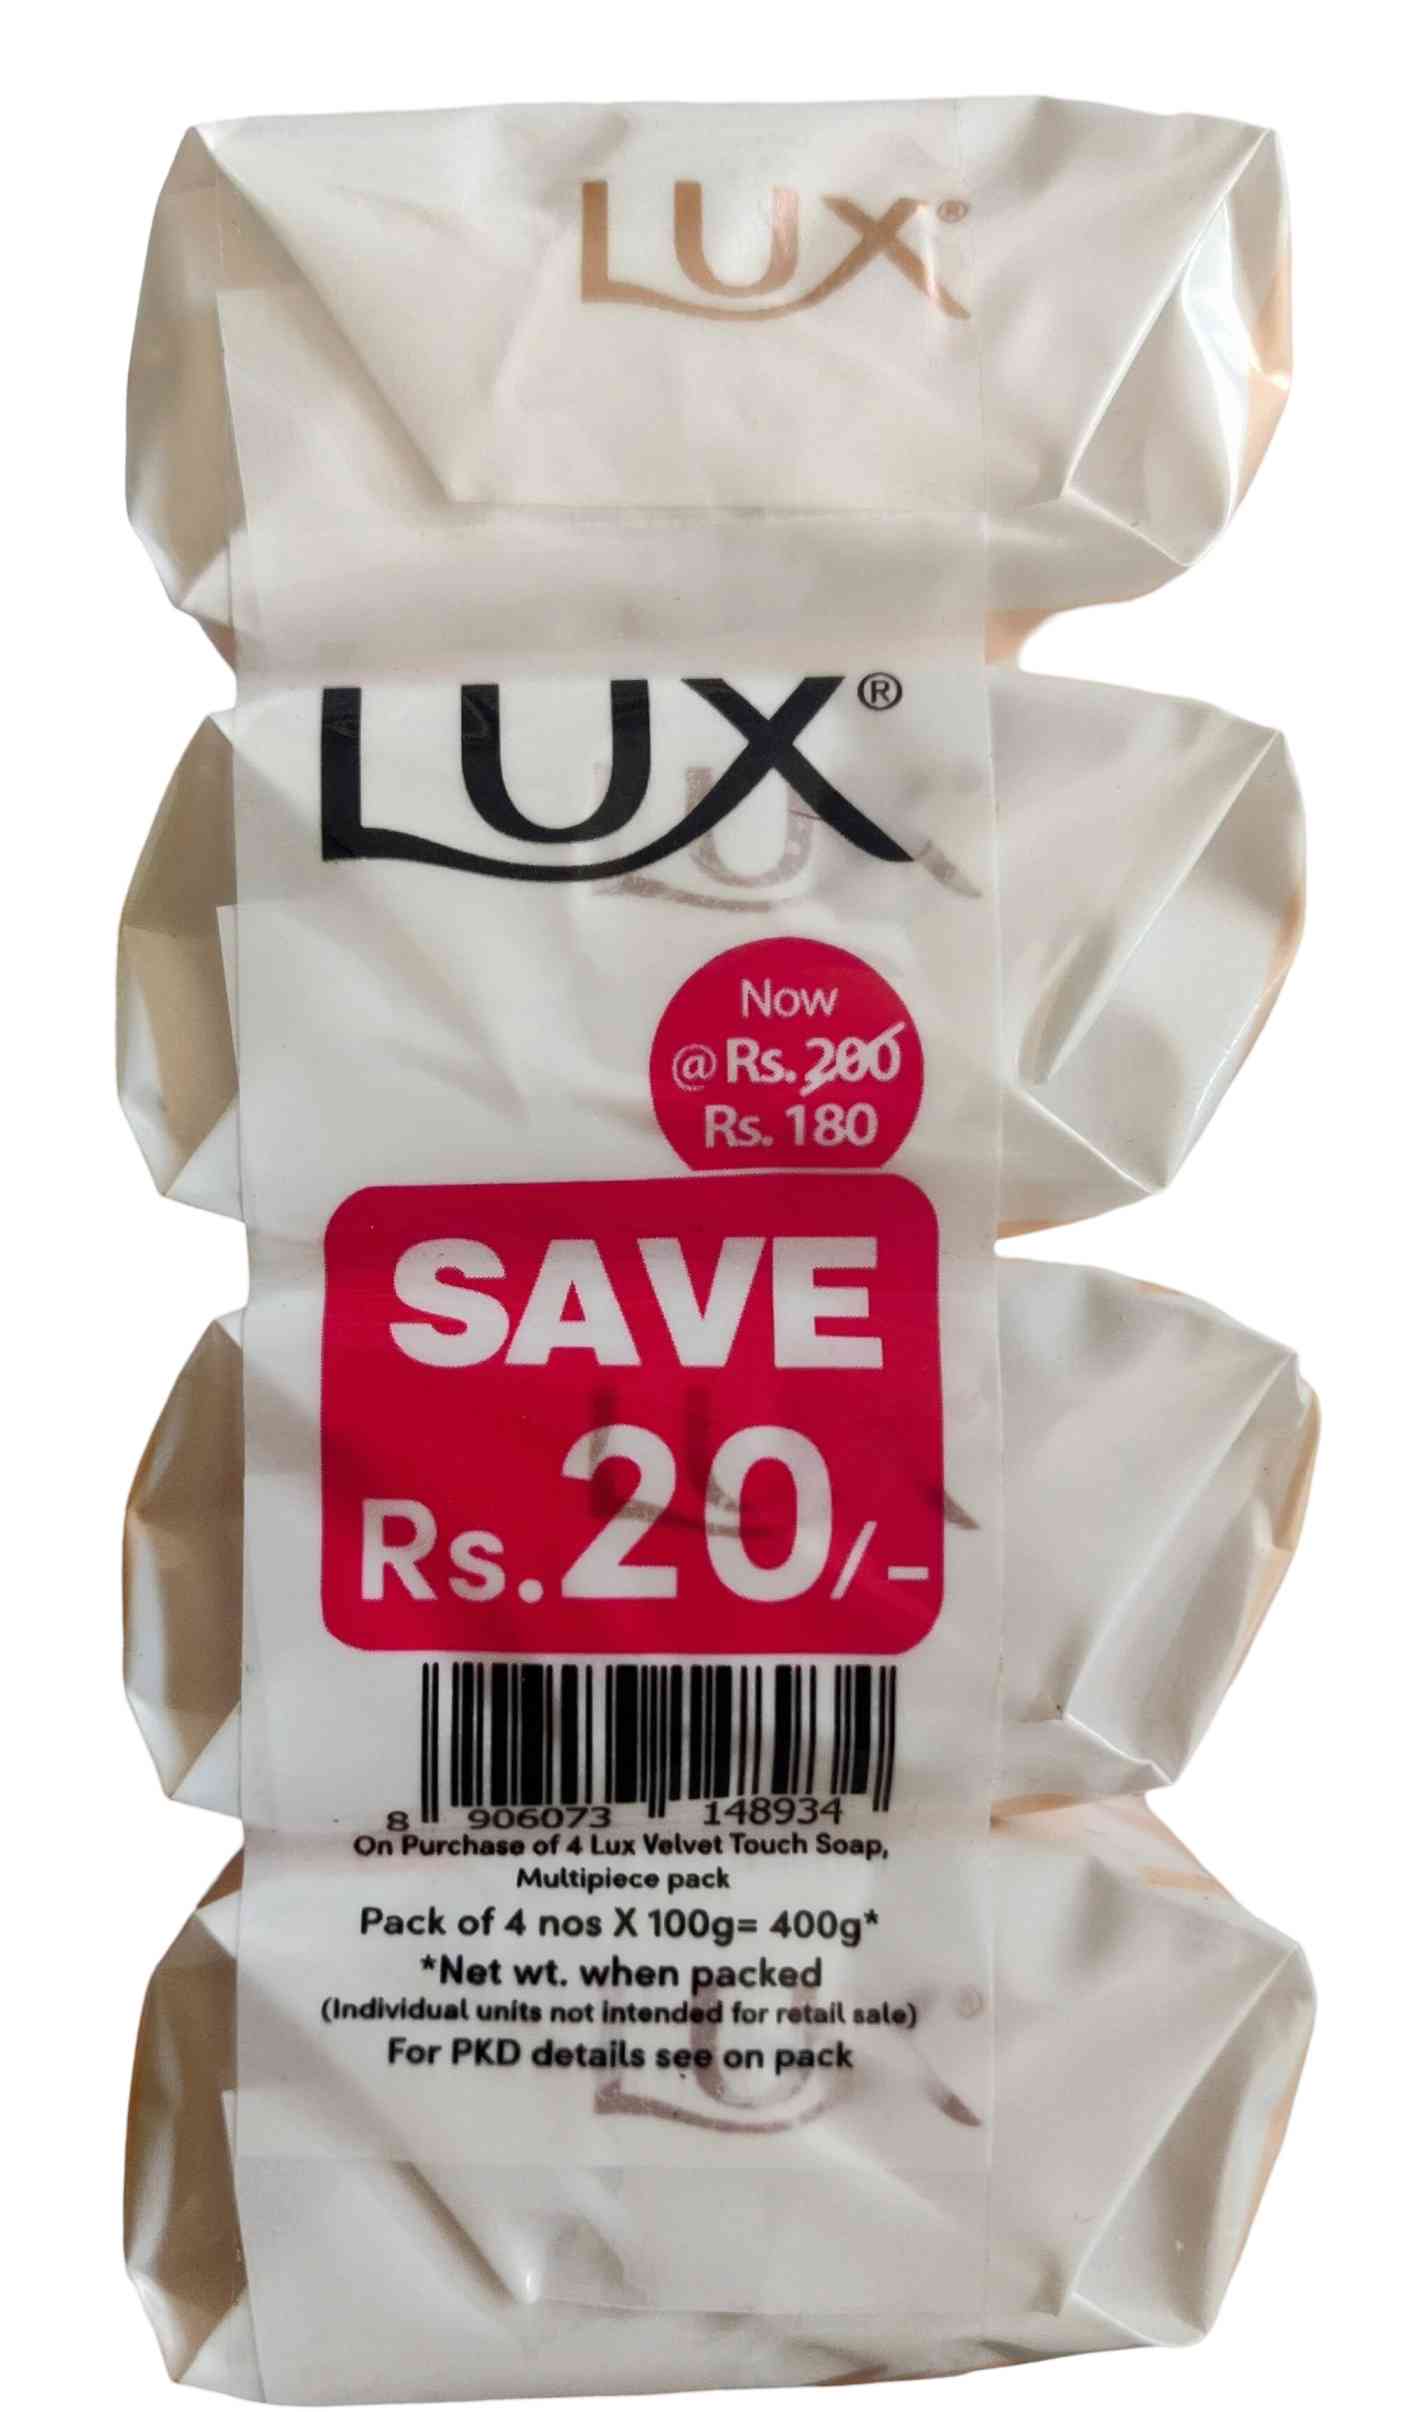 LUX®
LUX®
Now
@ Rs. 200
Rs. 180
SAVE
Rs.20/-
8 906073 148934
On Purchase of 4 Lux Velvet Touch Soap,
Multipiece pack
Pack of 4 nos X 100g= 400g*
*Net wt. when packed
(Individual units not intended for retail sale)
For PKD details see on pack